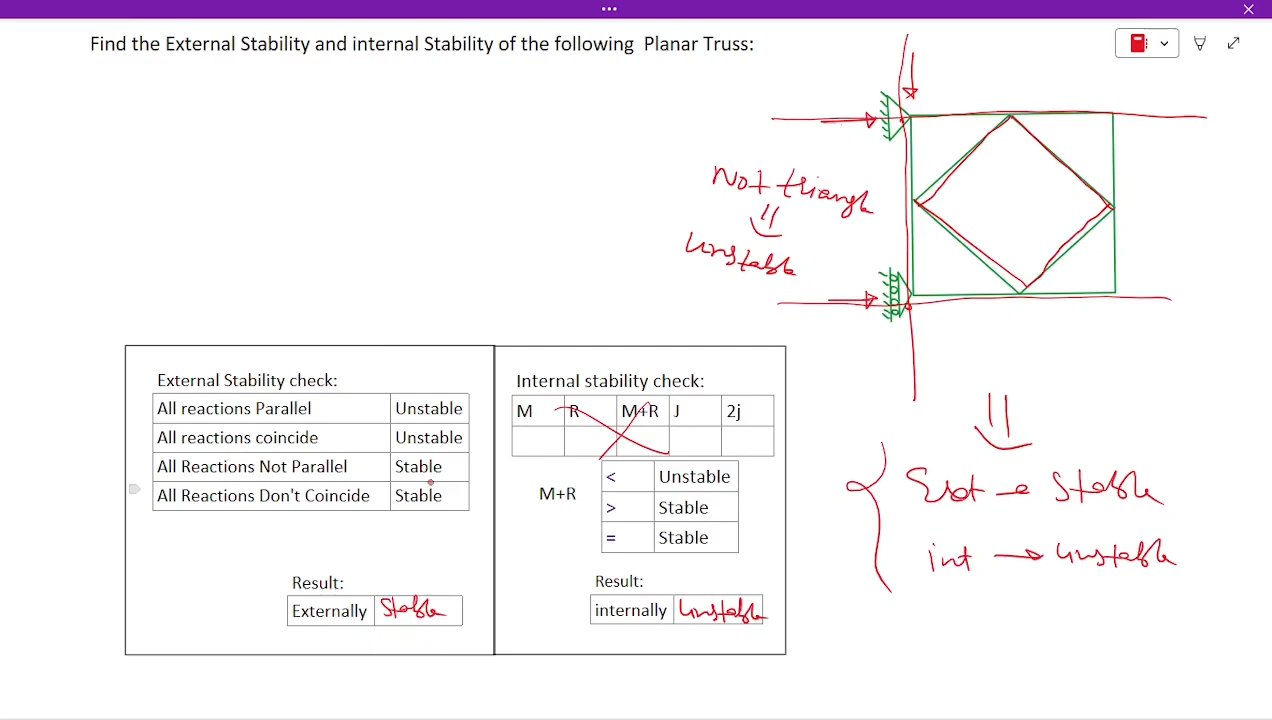 Find the External Stability and internal Stability of the following Planar Truss:
Not triangle
Unstable
External Stability check:
All reactions Parallel Unstable
All reactions coincide Unstable
All Reactions Not Parallel Stable
All Reactions Don't Coincide Stable
Result:
Externally Stable
Internal stability check:
M R M+R J 2j
M+R
< Unstable
> Stable
= Stable
Result:
internally Unstable
Ext → Stable
int → Unstable